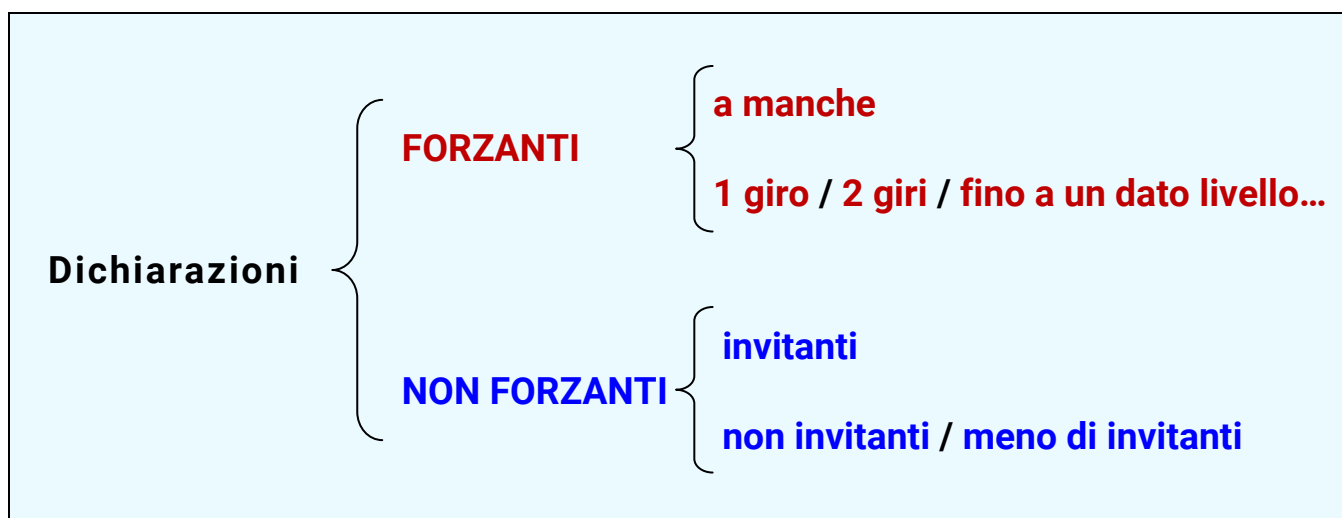 a manche
FORZANTI
1 giro / 2 giri / fino a un dato livello…
Dichiarazioni
invitanti
NON FORZANTI
non invitanti / meno di invitanti